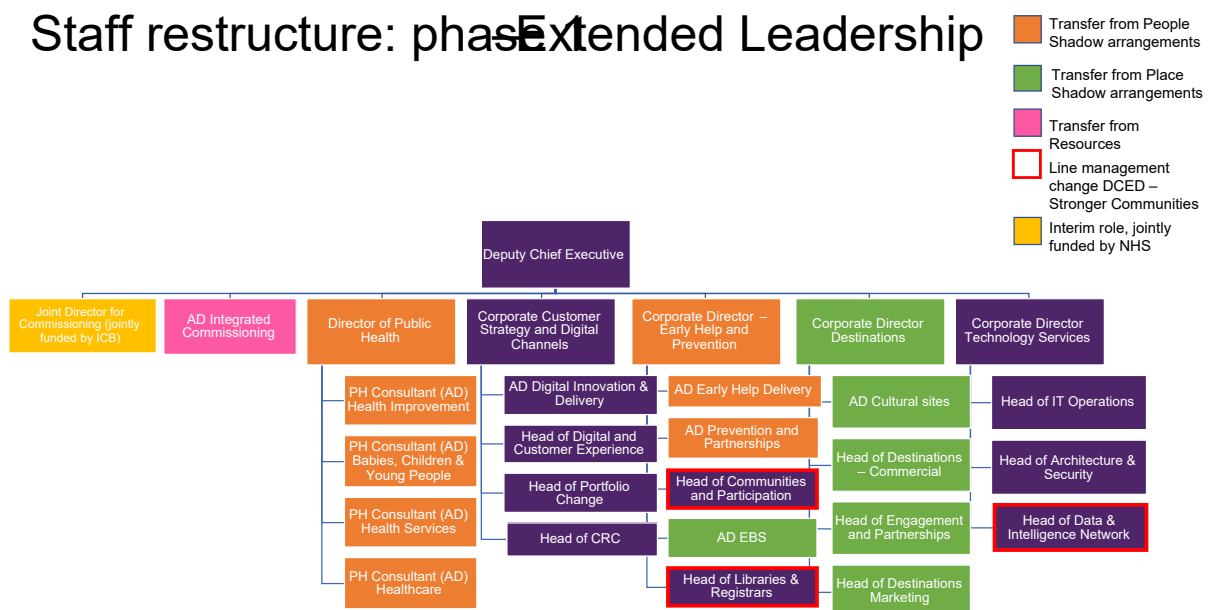 Staff restructure: phase 1 – Extended Leadership
Transfer from People
Shadow arrangements
Transfer from Place
Shadow arrangements
Transfer from
Resources
Line management
change DCED –
Stronger Communities
Interim role, jointly
funded by NHS
Deputy Chief Executive
Joint Director for
Commissioning (jointly
funded by ICB)
AD Integrated
Commissioning
Director of Public
Health
Corporate Customer
Strategy and Digital
Channels
Corporate Director –
Early Help and
Prevention
Corporate Director
Destinations
Corporate Director
Technology Services
PH Consultant (AD)
Health Improvement
PH Consultant (AD)
Babies, Children &
Young People
PH Consultant (AD)
Health Services
PH Consultant (AD)
Healthcare
AD Digital Innovation &
Delivery
Head of Digital and
Customer Experience
Head of Portfolio
Change
Head of CRC
AD Early Help Delivery
AD Prevention and
Partnerships
Head of Communities
and Participation
AD EBS
Head of Libraries &
Registrars
AD Cultural sites
Head of Destinations
– Commercial
Head of Engagement
and Partnerships
Head of Destinations
Marketing
Head of IT Operations
Head of Architecture &
Security
Head of Data &
Intelligence Network